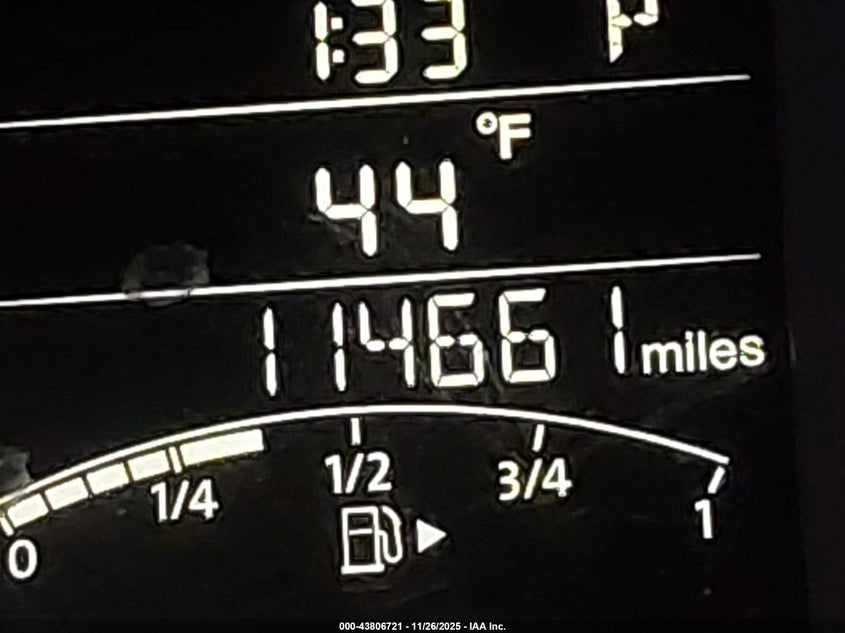 1:33 P
44 °F
114661 miles
0 1/4 1/2 3/4 1
000-43806721 - 11/26/2025 - IAA Inc.